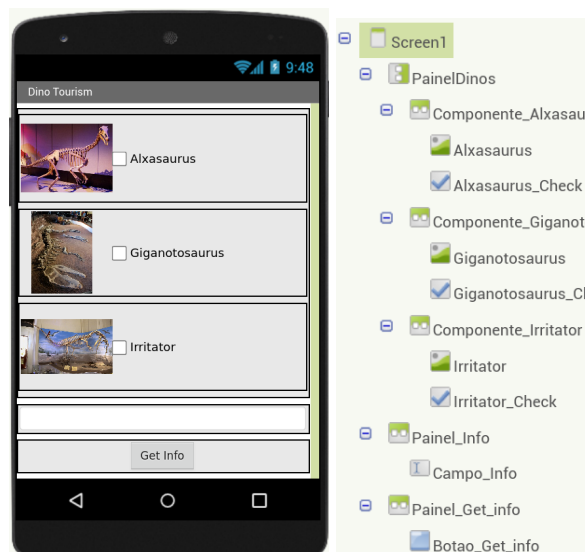 9:48
Dino Tourism
Alxasaurus
Giganotosaurus
Irritator
Get Info
Screen1
PainelDinos
Componente_Alxasau
Alxasaurus
Alxasaurus_Check
Componente_Giganot
Giganotosaurus
Giganotosaurus_Cl
Componente_Irritator
Irritator
Irritator_Check
Painel_Info
Campo_Info
Painel_Get_info
Botao_Get_info